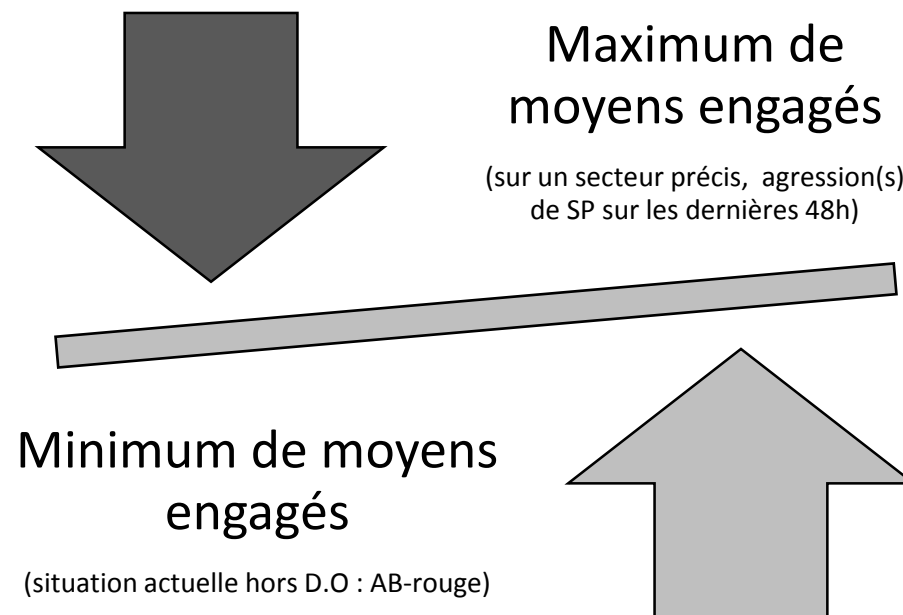 Maximum de
moyens engagés
(sur un secteur précis,  agression(s)
de SP sur les dernières 48h)
Minimum de moyens
engagés
(situation actuelle hors D.O : AB-rouge)